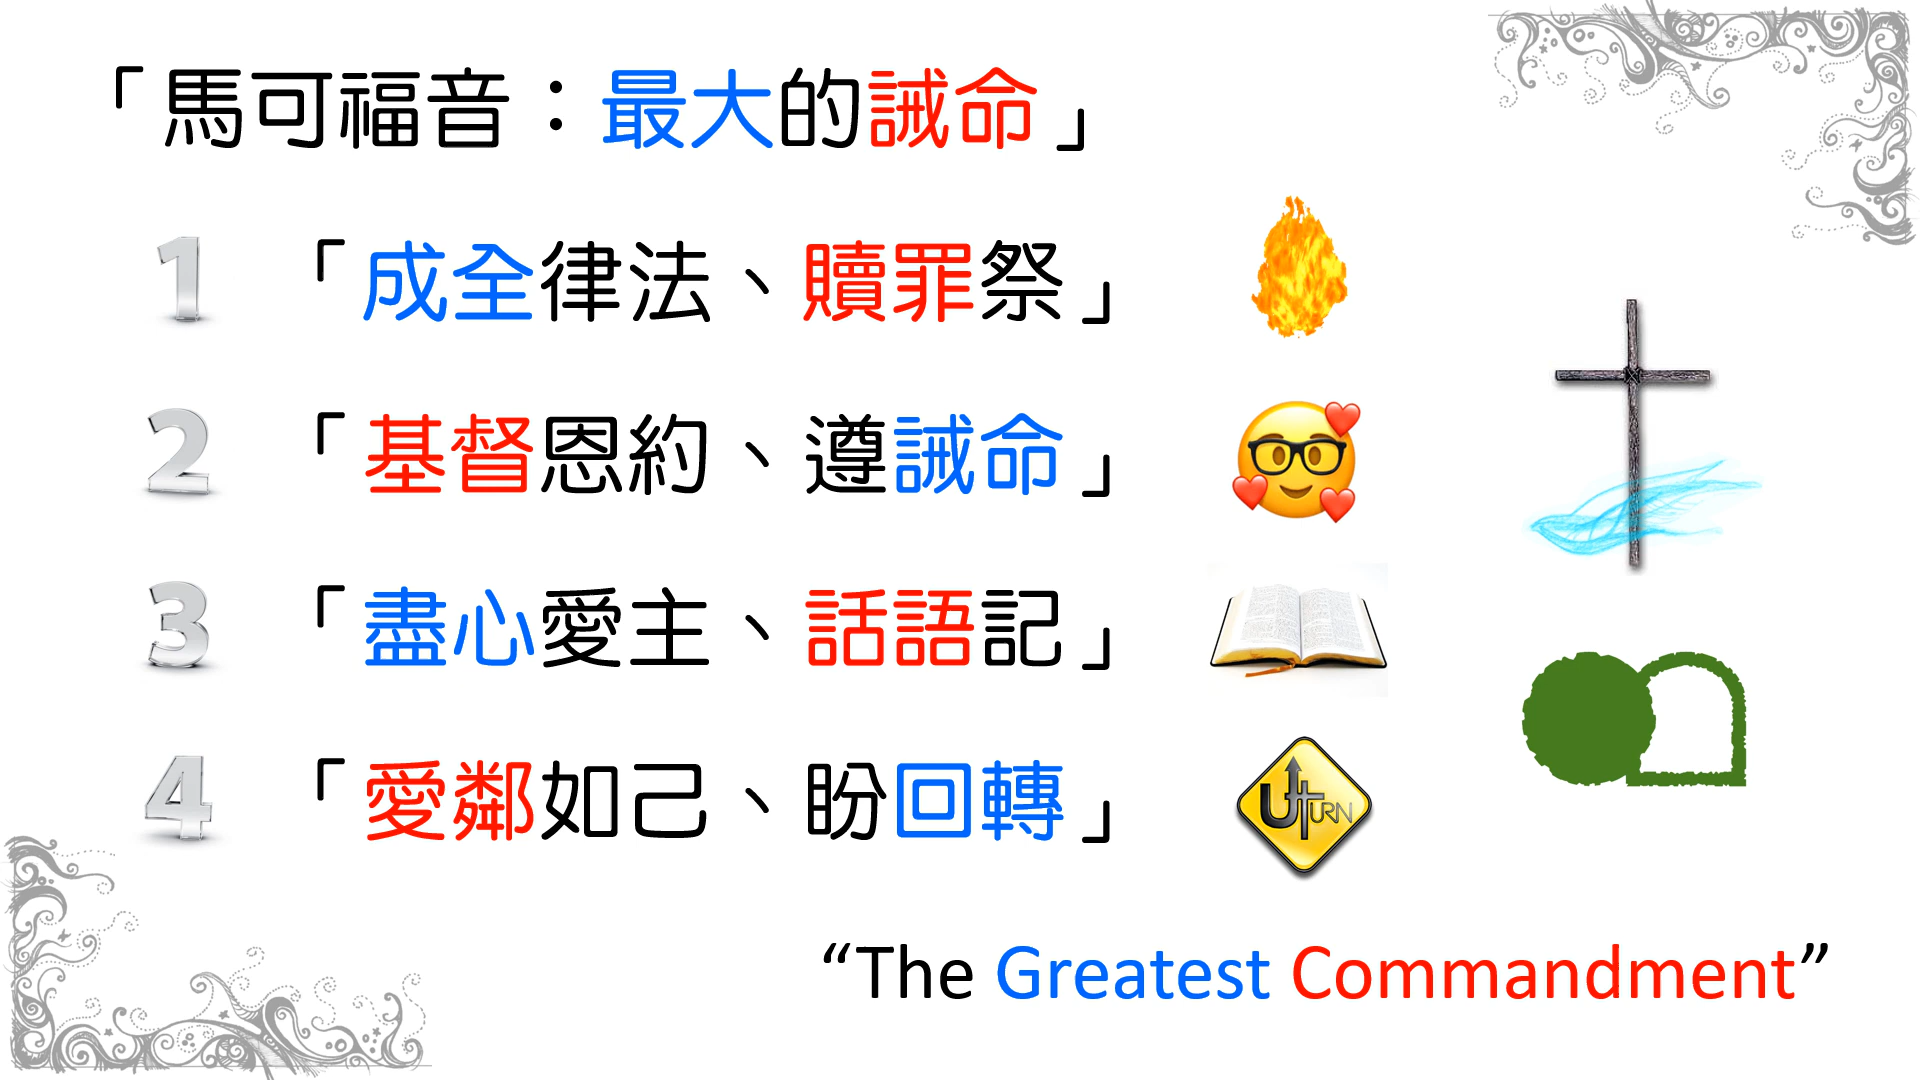 「馬可福音：最大的誡命」
1 「成全律法、贖罪祭」
2 「基督恩約、遵誡命」
3 「盡心愛主、話語記」
4 「愛鄰如己、盼回轉」
U TURN
“The Greatest Commandment”